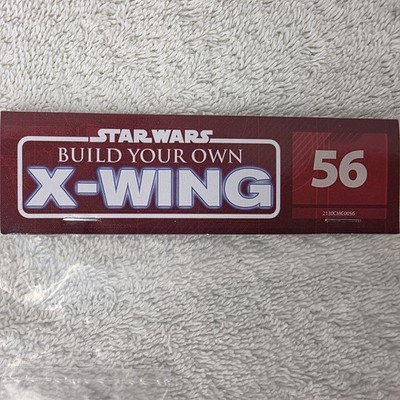 STAR WARS
BUILD YOUR OWN
X-WING
56
2130CMC0056